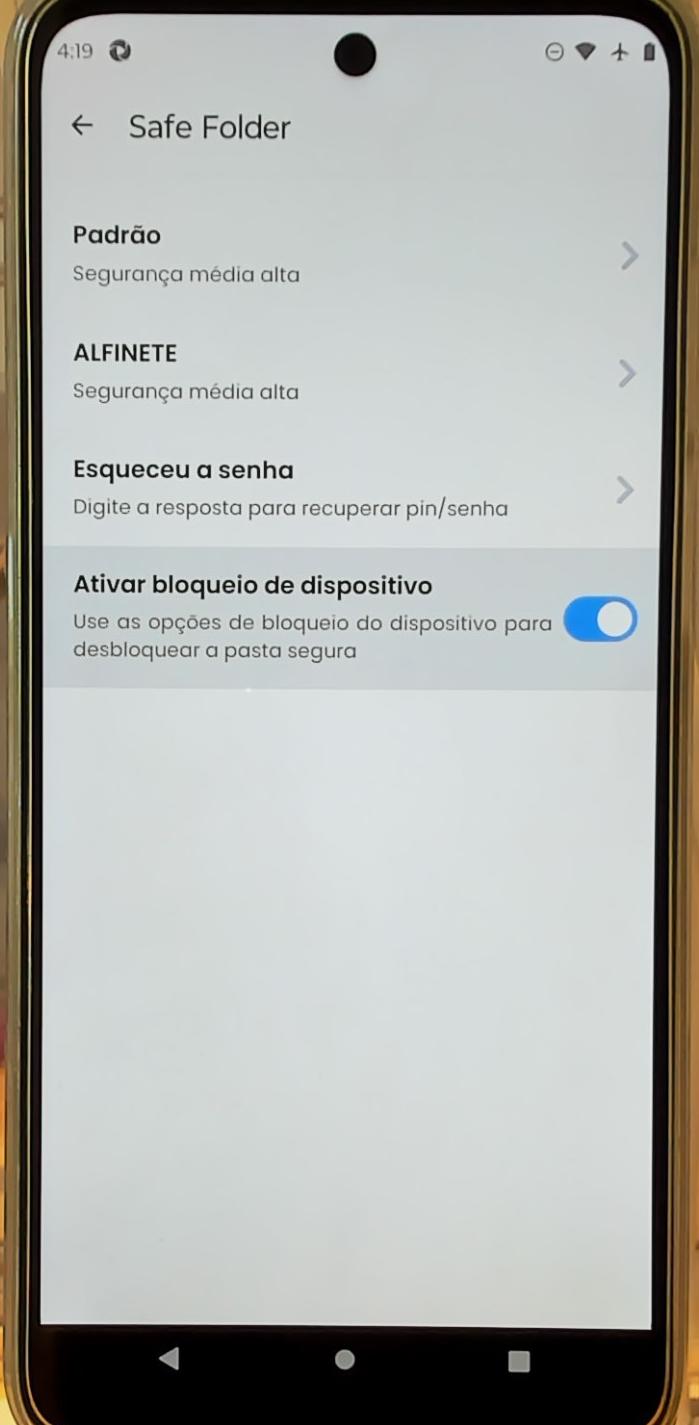 4:19
Safe Folder
Padrão
Segurança média alta
ALFINETE
Segurança média alta
Esqueceu a senha
Digite a resposta para recuperar pin/senha
Ativar bloqueio de dispositivo
Use as opções de bloqueio do dispositivo para
desbloquear a pasta segura